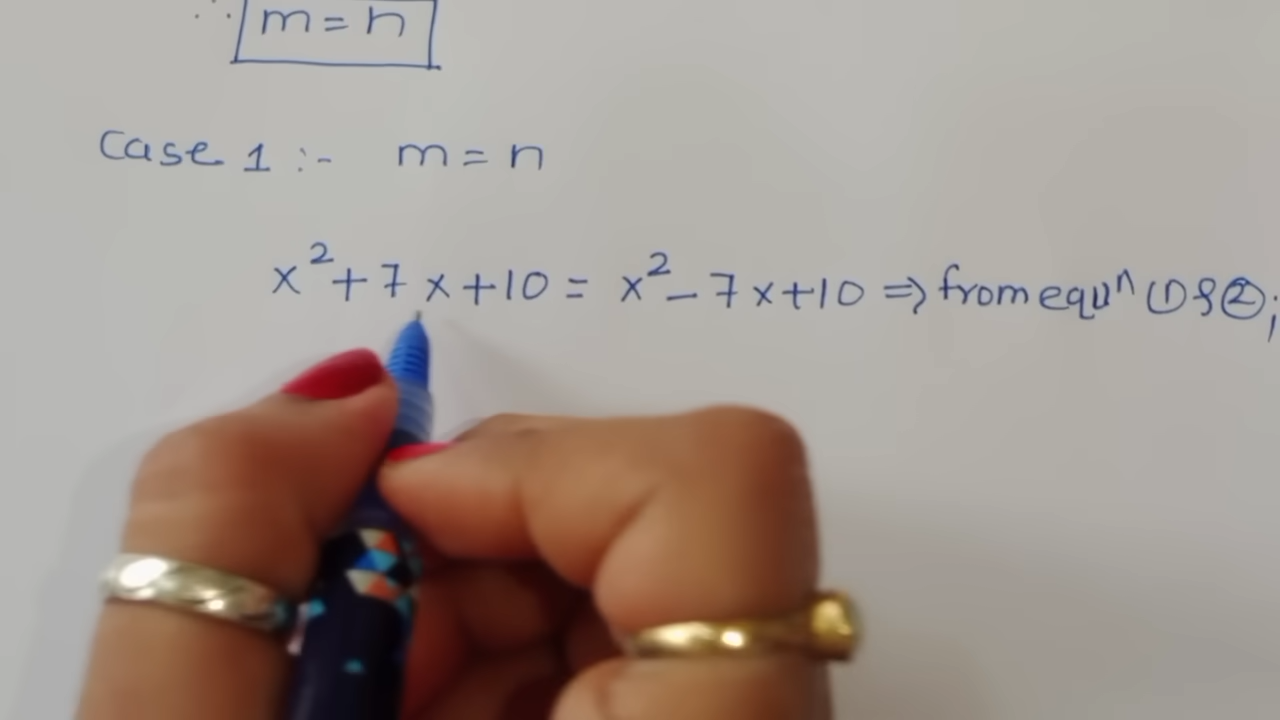 ∴ m = n
Case 1 :- m = n
x² + 7x + 10 = x² - 7x + 10 ⇒ from equⁿ ① & ②;